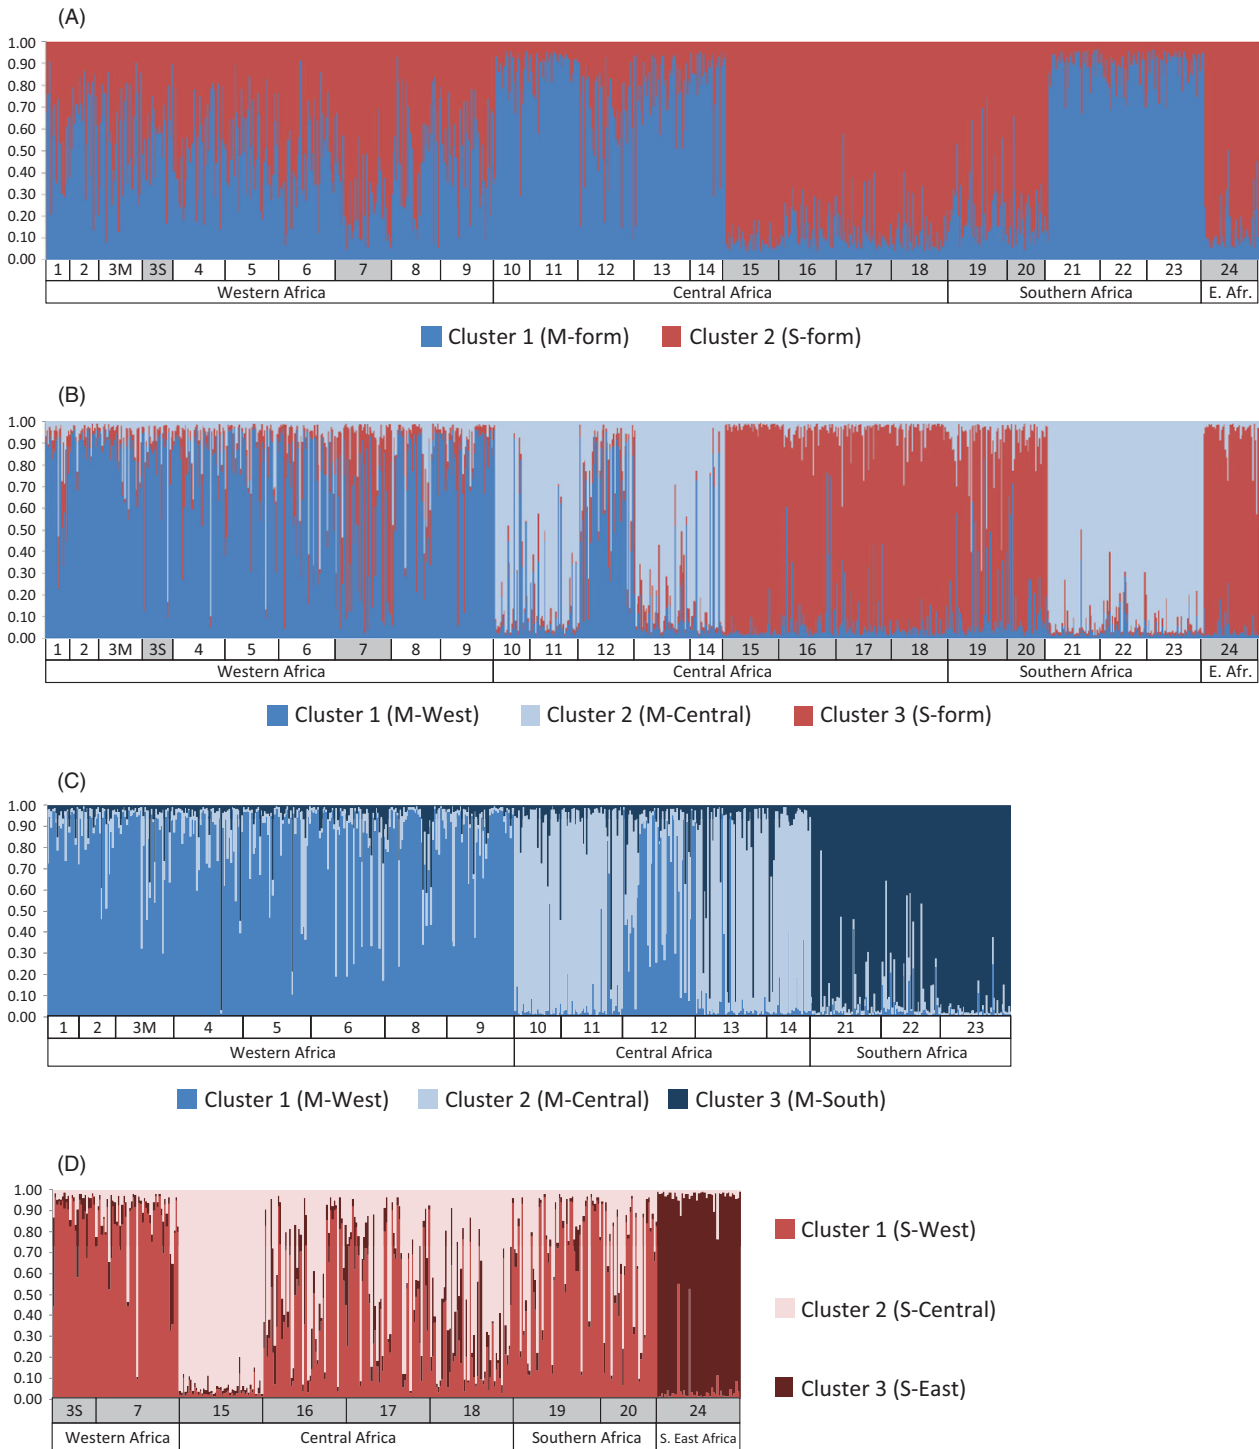 (A)
1.00
0.90
0.80
0.70
0.60
0.50
0.40
0.30
0.20
0.10
0.00
1 2 3M 3S 4 5 6 7 8 9 10 11 12 13 14 15 16 17 18 19 20 21 22 23 24
Western Africa Central Africa Southern Africa E. Afr.
Cluster 1 (M-form) Cluster 2 (S-form)
(B)
1.00
0.90
0.80
0.70
0.60
0.50
0.40
0.30
0.20
0.10
0.00
1 2 3M 3S 4 5 6 7 8 9 10 11 12 13 14 15 16 17 18 19 20 21 22 23 24
Western Africa Central Africa Southern Africa E. Afr.
Cluster 1 (M-West) Cluster 2 (M-Central) Cluster 3 (S-form)
(C)
1.00
0.90
0.80
0.70
0.60
0.50
0.40
0.30
0.20
0.10
0.00
1 2 3M 4 5 6 8 9 10 11 12 13 14 21 22 23
Western Africa Central Africa Southern Africa
Cluster 1 (M-West) Cluster 2 (M-Central) Cluster 3 (M-South)
(D)
1.00
0.90
0.80
0.70
0.60
0.50
0.40
0.30
0.20
0.10
0.00
3S 7 15 16 17 18 19 20 24
Western Africa Central Africa Southern Africa S. East Africa
Cluster 1 (S-West)
Cluster 2 (S-Central)
Cluster 3 (S-East)